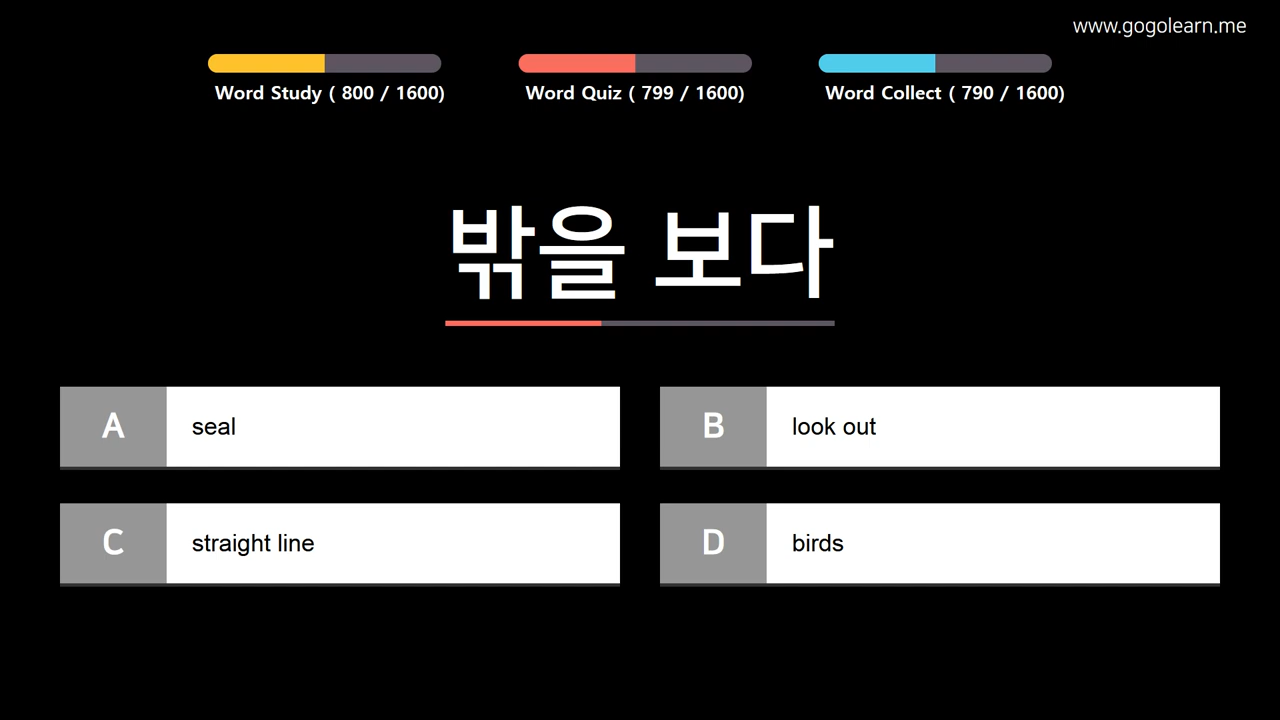 www.gogolearn.me
Word Study ( 800 / 1600)
Word Quiz ( 799 / 1600)
Word Collect ( 790 / 1600)
밖을 보다
A
seal
B
look out
C
straight line
D
birds